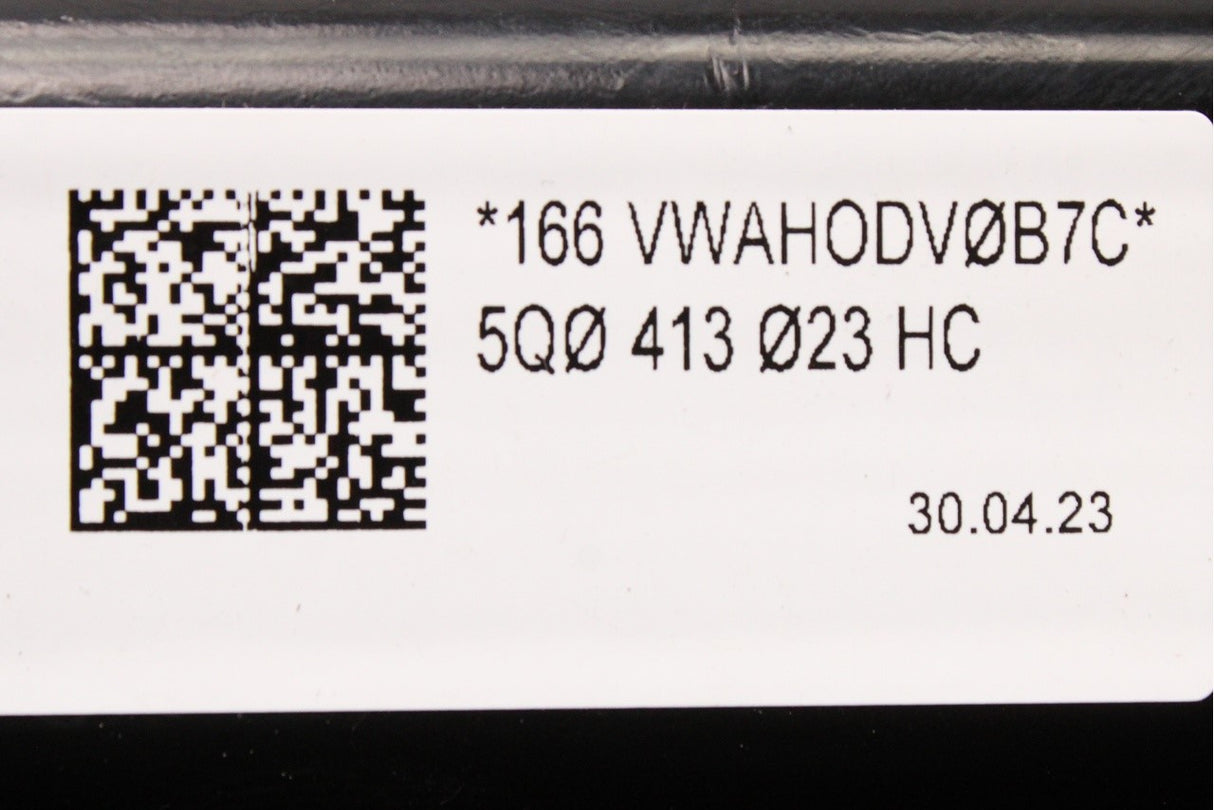 *166 VWAHODVØB7C*
5QØ 413 Ø23 HC
30.04.23